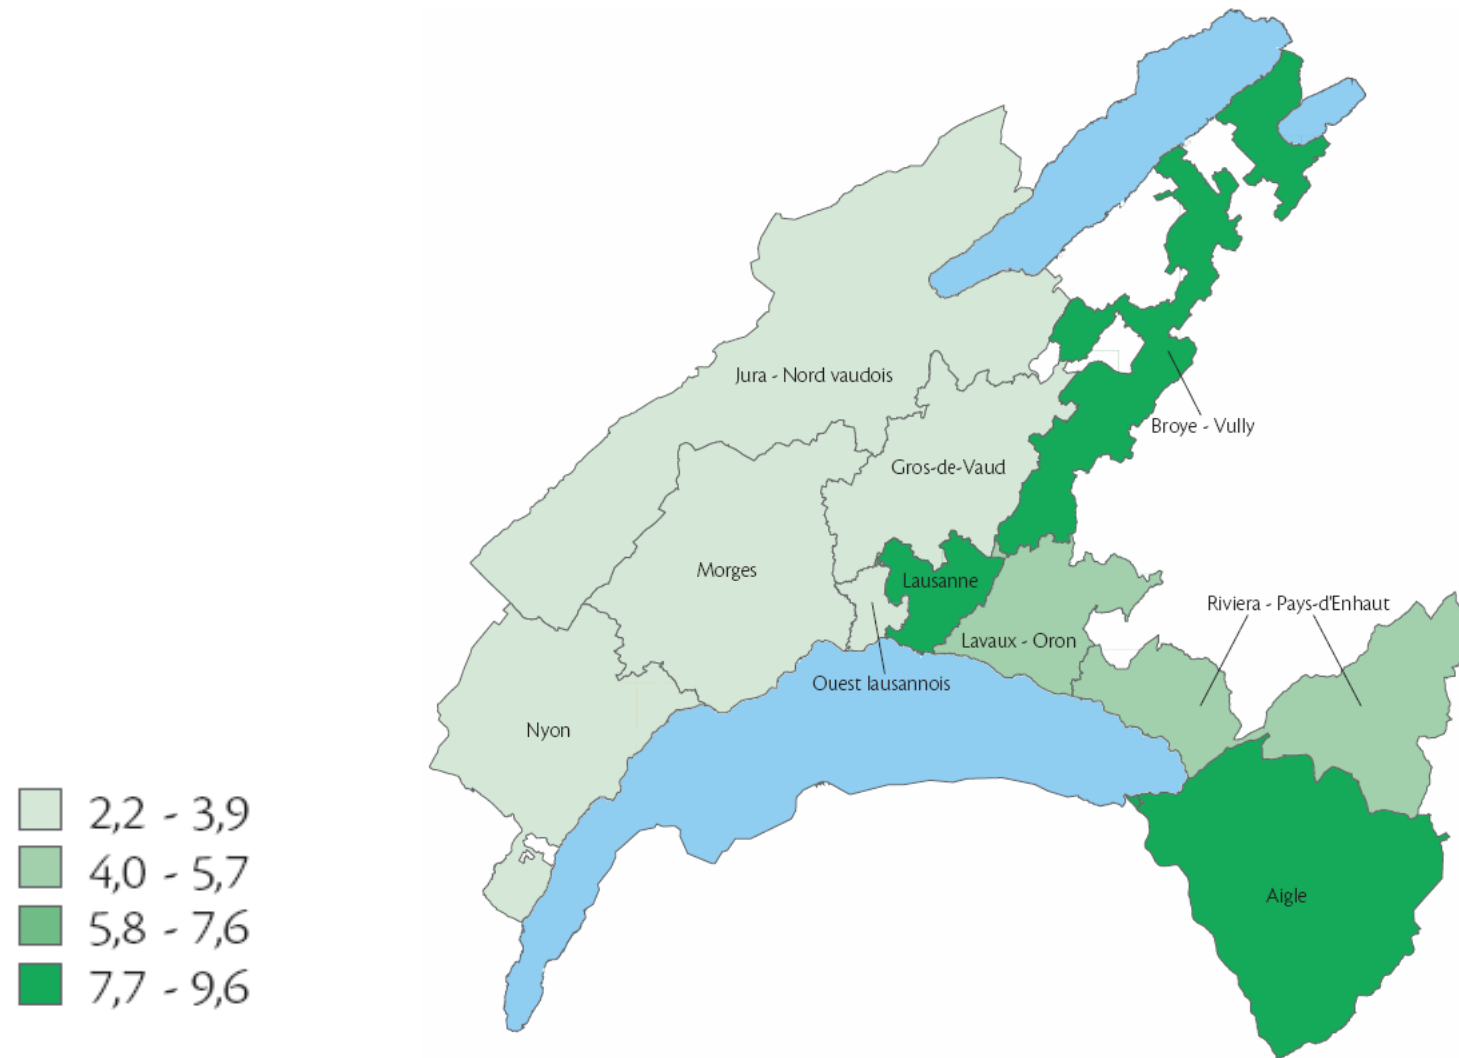 Jura - Nord vaudois
Broye - Vully
Gros-de-Vaud
Morges
Lausanne
Riviera - Pays-d'Enhaut
Lavaux - Oron
Ouest lausannois
Nyon
Aigle
2,2 - 3,9
4,0 - 5,7
5,8 - 7,6
7,7 - 9,6